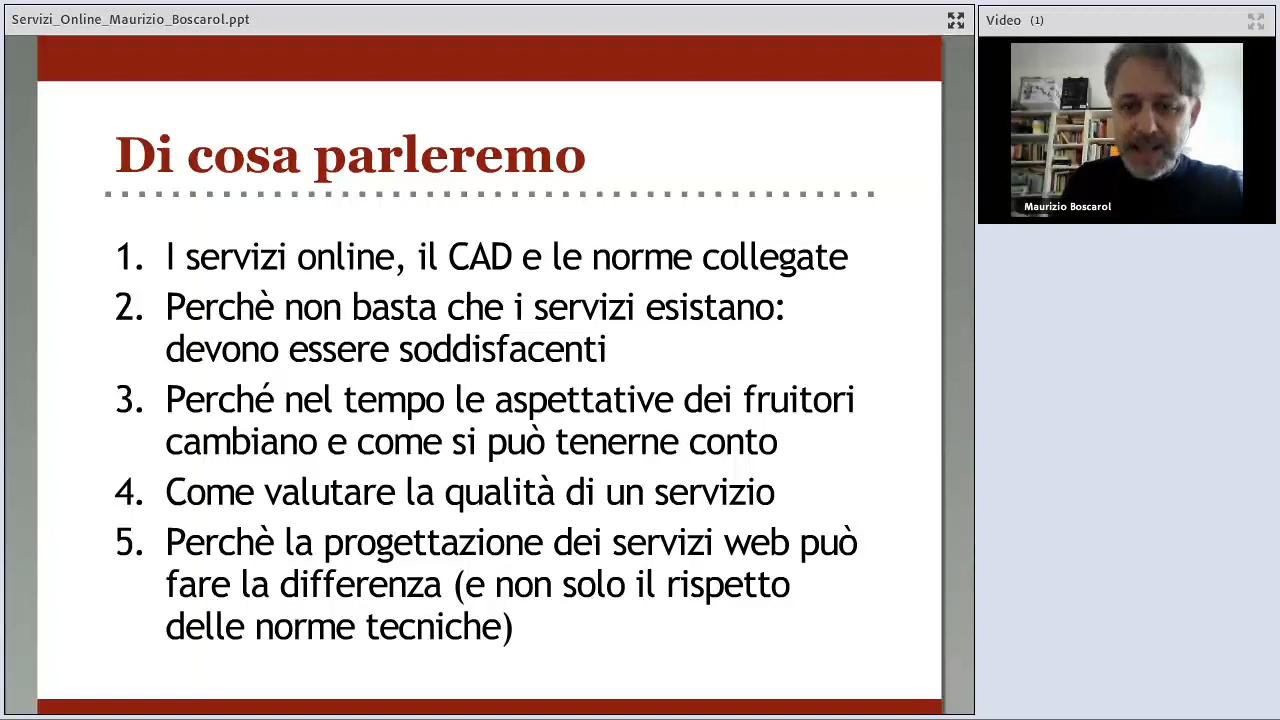 Servizi_Online_Maurizio_Boscarol.ppt
Video (1)
Maurizio Boscarol
Di cosa parleremo
1. I servizi online, il CAD e le norme collegate
2. Perchè non basta che i servizi esistano:
devono essere soddisfacenti
3. Perché nel tempo le aspettative dei fruitori
cambiano e come si può tenerne conto
4. Come valutare la qualità di un servizio
5. Perchè la progettazione dei servizi web può
fare la differenza (e non solo il rispetto
delle norme tecniche)